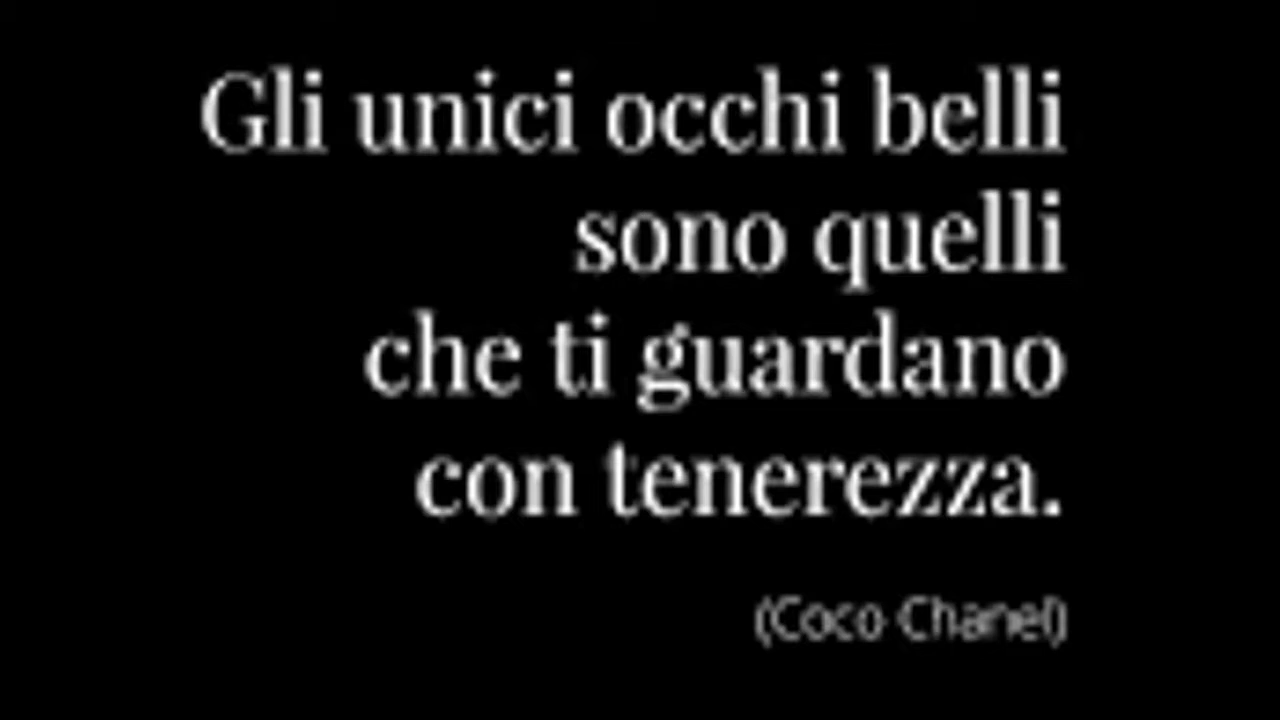 Gli unici occhi belli
sono quelli
che ti guardano
con tenerezza.
(Coco Chanel)